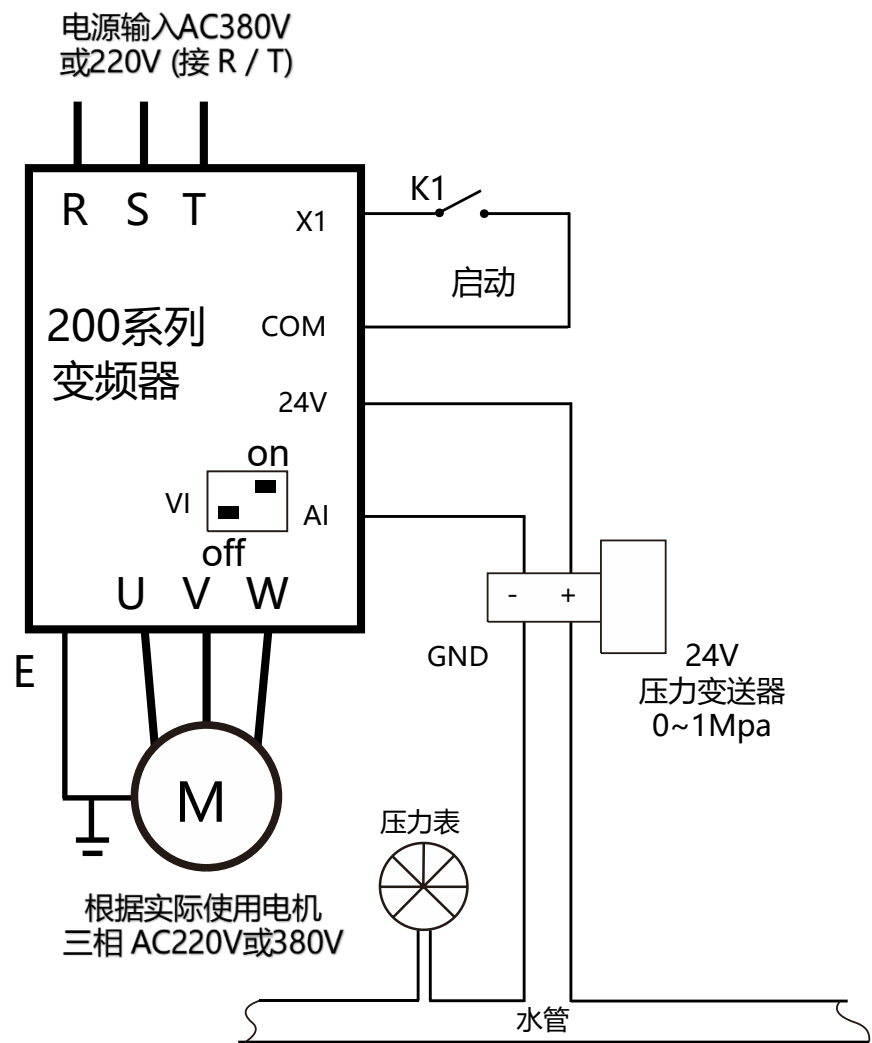 电源输入AC380V
或220V (接 R / T)
R S T
X1
K1
启动
COM
200系列
变频器
24V
on
VI
AI
off
U V W
- +
E
GND
24V
压力变送器
0~1Mpa
M
压力表
根据实际使用电机
三相 AC220V或380V
水管